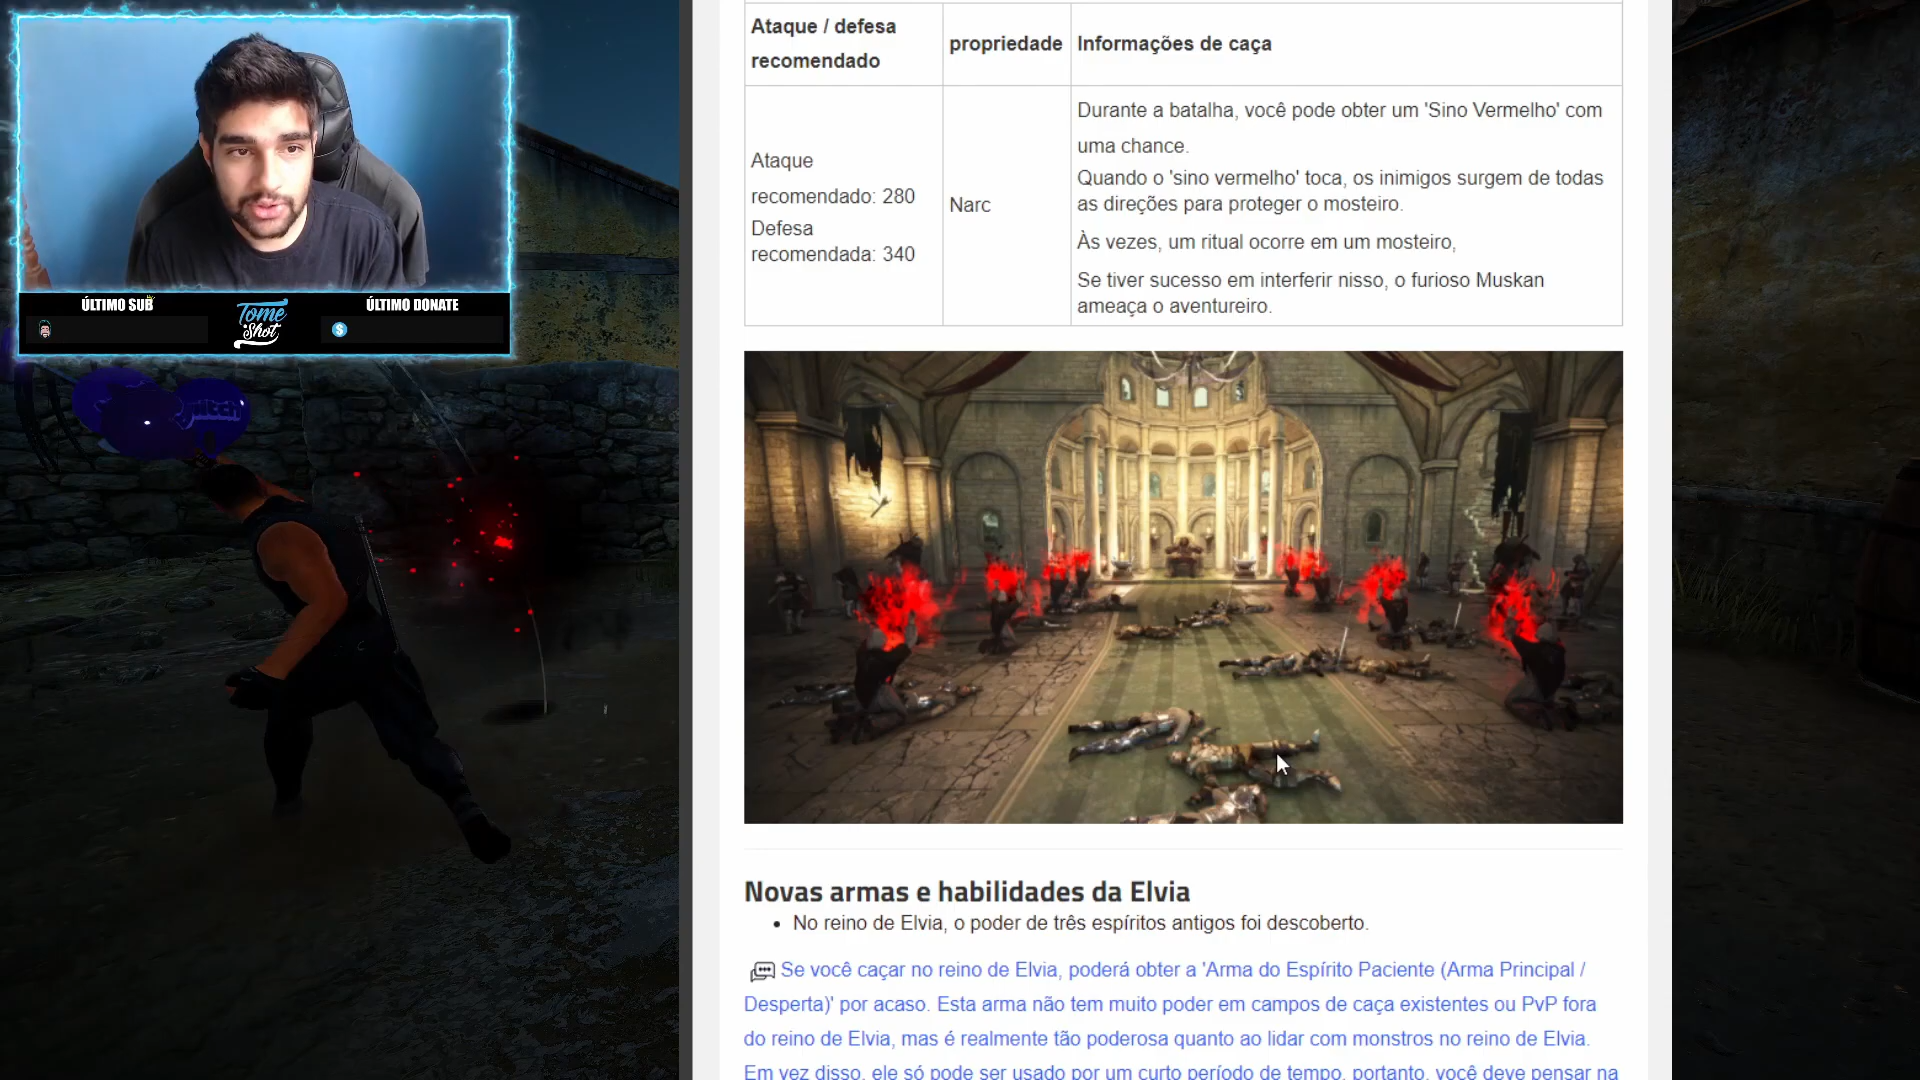 ÚLTIMO SUB
ÚLTIMO DONATE
Tome
Shot
$
twitch
Ataque / defesa
recomendado
propriedade
Informações de caça
Ataque
recomendado: 280
Defesa
recomendada: 340
Narc
Durante a batalha, você pode obter um 'Sino Vermelho' com
uma chance.
Quando o 'sino vermelho' toca, os inimigos surgem de todas
as direções para proteger o mosteiro.
Às vezes, um ritual ocorre em um mosteiro,
Se tiver sucesso em interferir nisso, o furioso Muskan
ameaça o aventureiro.
Novas armas e habilidades da Elvia
• No reino de Elvia, o poder de três espíritos antigos foi descoberto.
Se você caçar no reino de Elvia, poderá obter a 'Arma do Espírito Paciente (Arma Principal /
Desperta)' por acaso. Esta arma não tem muito poder em campos de caça existentes ou PvP fora
do reino de Elvia, mas é realmente tão poderosa quanto ao lidar com monstros no reino de Elvia.
Em vez disso, ele só pode ser usado por um curto período de tempo, portanto, você deve pensar na